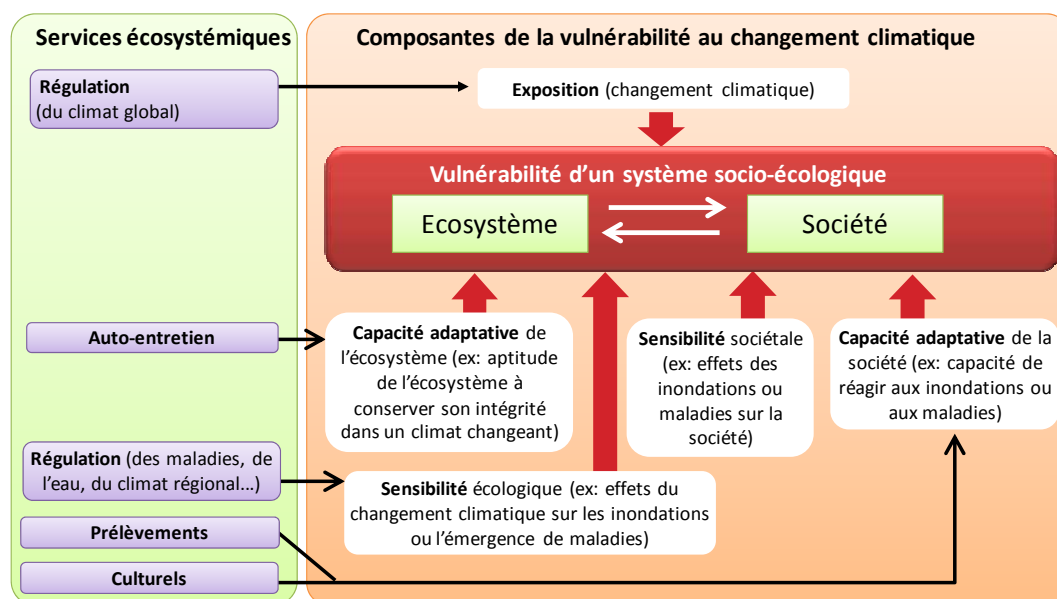 Services écosystémiques
Régulation
(du climat global)
Auto-entretien
Régulation (des maladies, de
l'eau, du climat régional...)
Prélèvements
Culturels
Composantes de la vulnérabilité au changement climatique
Exposition (changement climatique)
Vulnérabilité d'un système socio-écologique
Ecosystème
Société
Capacité adaptative de
l'écosystème (ex: aptitude
de l'écosystème à
conserver son intégrité
dans un climat changeant)
Sensibilité sociétale
(ex: effets des
inondations ou
maladies sur la
société)
Capacité adaptative de la
société (ex: capacité de
réagir aux inondations ou
aux maladies)
Sensibilité écologique (ex: effets du
changement climatique sur les inondations
ou l'émergence de maladies)